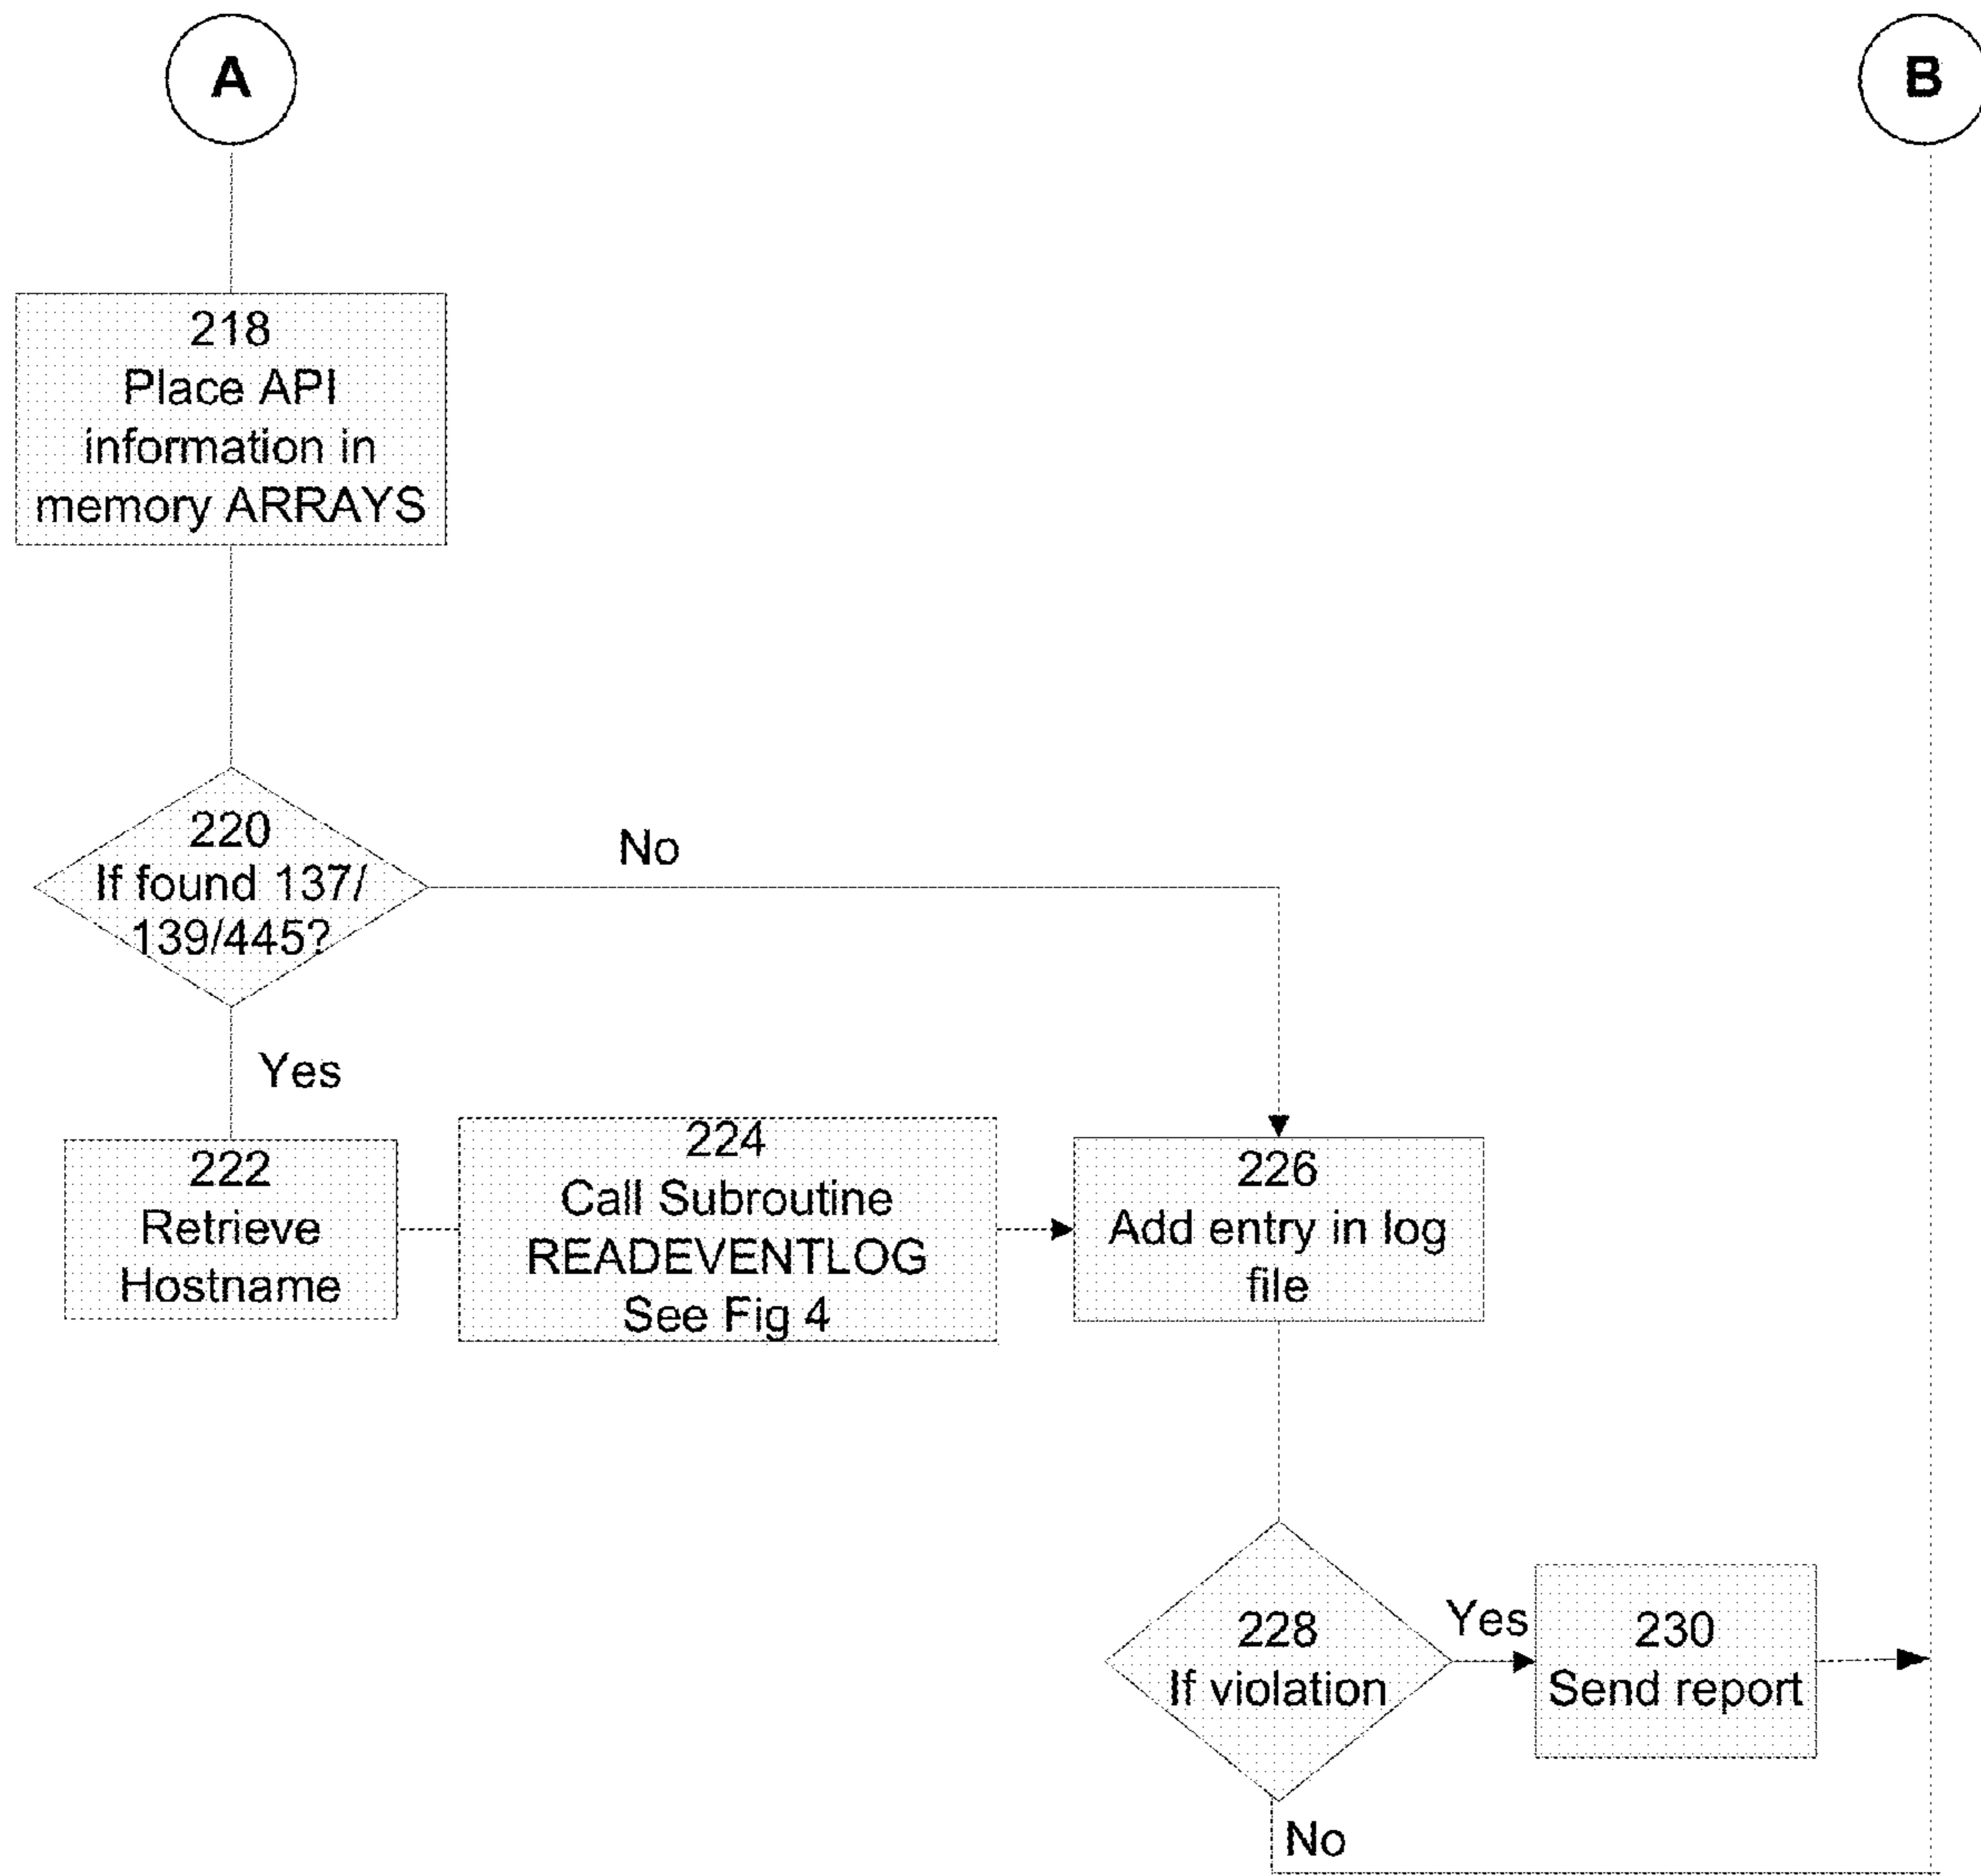 A
B
218
Place API
information in
memory ARRAYS
220
If found 137/
139/445?
No
Yes
222
Retrieve
Hostname
224
Call Subroutine
READEVENTLOG
See Fig 4
226
Add entry in log
file
228
If violation
Yes
230
Send report
No